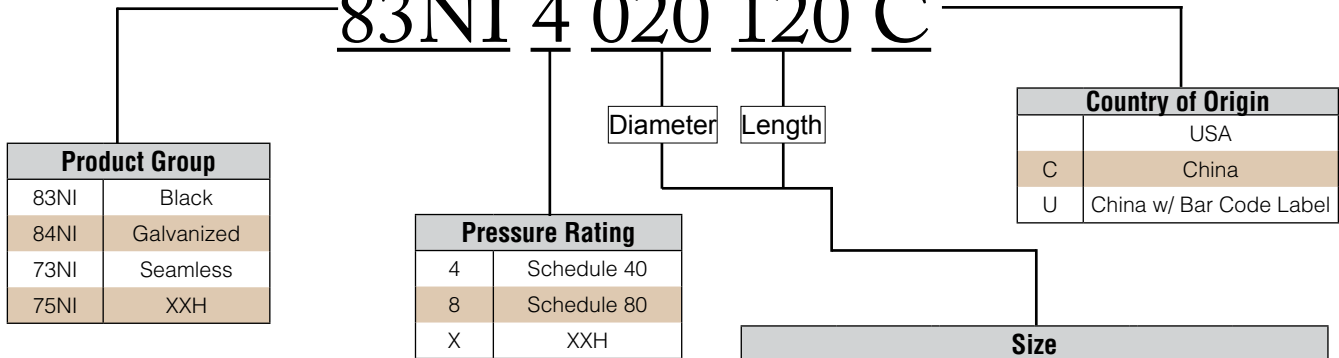 83NI 4 020 120 C
Diameter
Length
Country of Origin
USA
C China
U China w/ Bar Code Label
Product Group
83NI Black
84NI Galvanized
73NI Seamless
75NI XXH
Pressure Rating
4 Schedule 40
8 Schedule 80
X XXH
Size